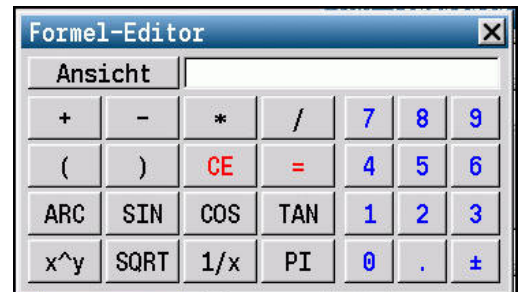 Formel-Editor
Ansicht
+ - * / 7 8 9
( ) CE = 4 5 6
ARC SIN COS TAN 1 2 3
x^y SQRT 1/x PI 0 . ±